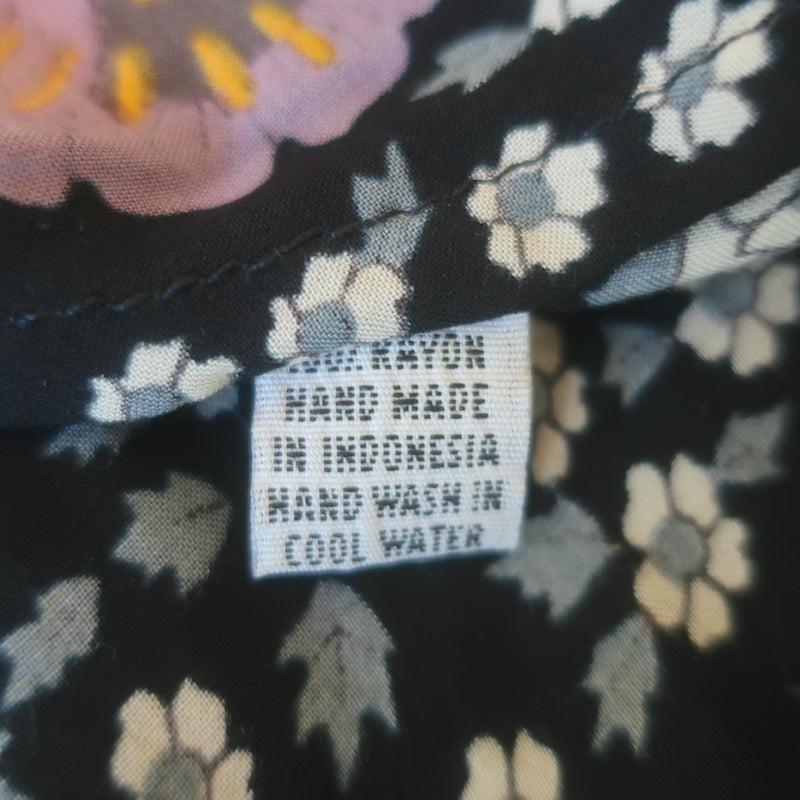 RAYON
HAND MADE
IN INDONESIA
HAND WASH IN
COOL WATER